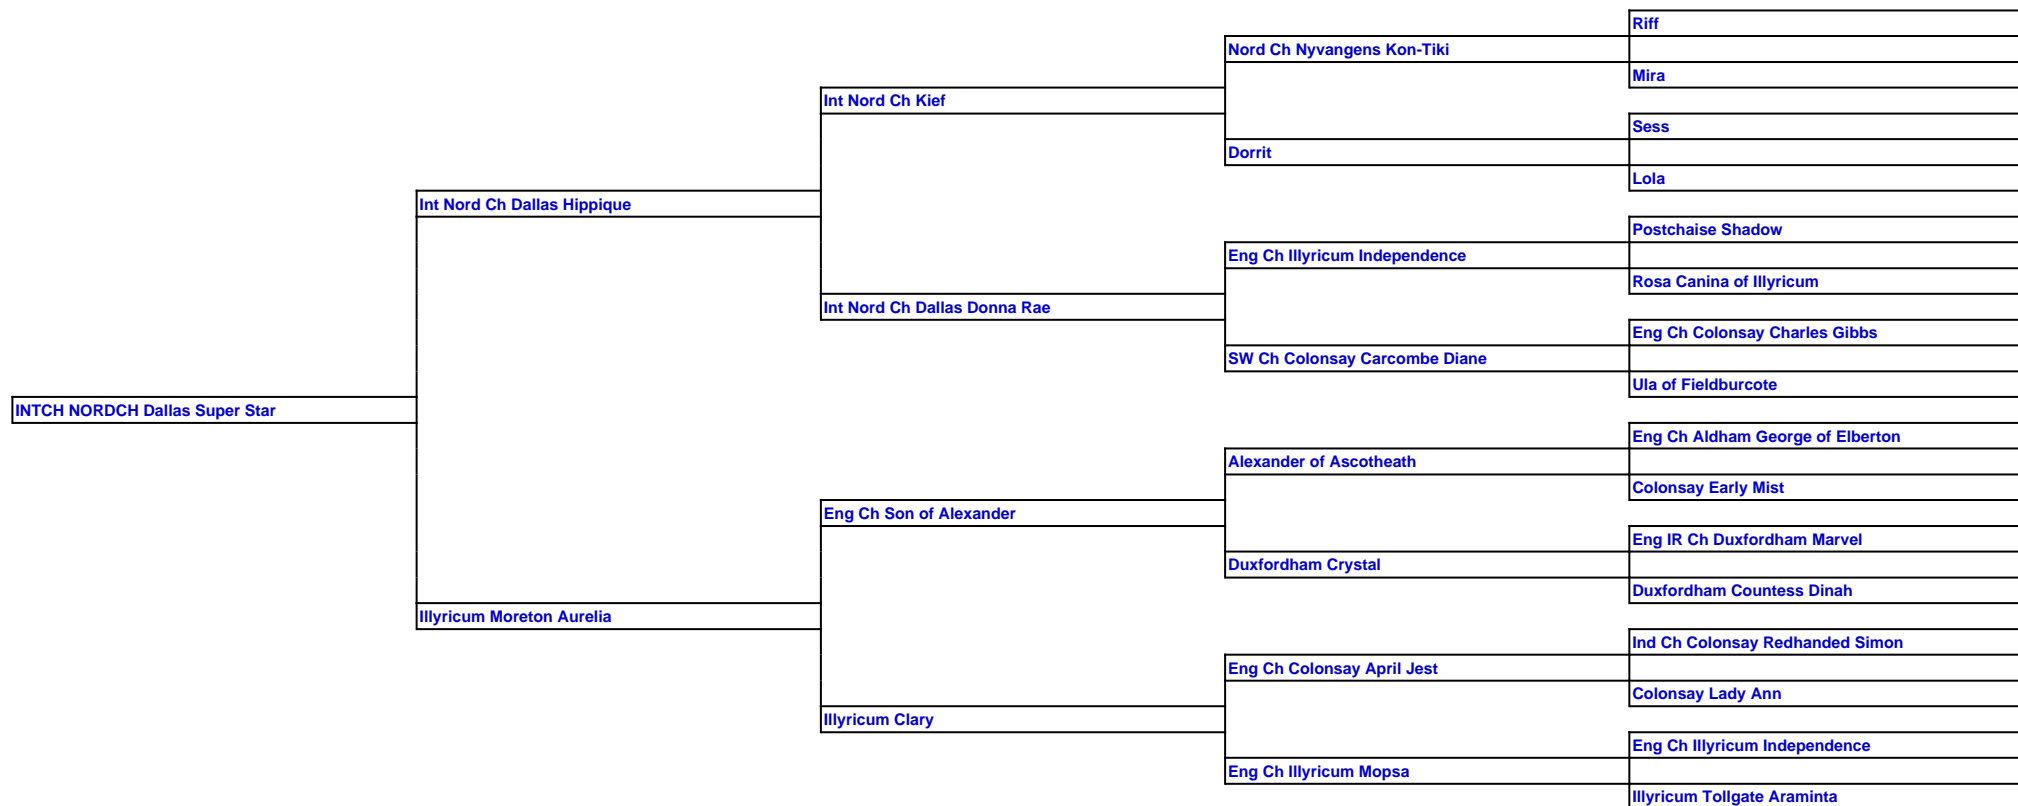 Riff
Nord Ch Nyvangens Kon-Tiki
Mira
Int Nord Ch Kief
Sess
Dorrit
Lola
Int Nord Ch Dallas Hippique
Postchaise Shadow
Eng Ch Illyricum Independence
Rosa Canina of Illyricum
Int Nord Ch Dallas Donna Rae
Eng Ch Colonsay Charles Gibbs
SW Ch Colonsay Carcombe Diane
Ula of Fieldburcote
INTCH NORDCH Dallas Super Star
Eng Ch Aldham George of Elberton
Alexander of Ascotheath
Colonsay Early Mist
Eng Ch Son of Alexander
Eng IR Ch Duxfordham Marvel
Duxfordham Crystal
Duxfordham Countess Dinah
Illyricum Moreton Aurelia
Ind Ch Colonsay Redhanded Simon
Eng Ch Colonsay April Jest
Colonsay Lady Ann
Illyricum Clary
Eng Ch Illyricum Independence
Eng Ch Illyricum Mopsa
Illyricum Tollgate Araminta